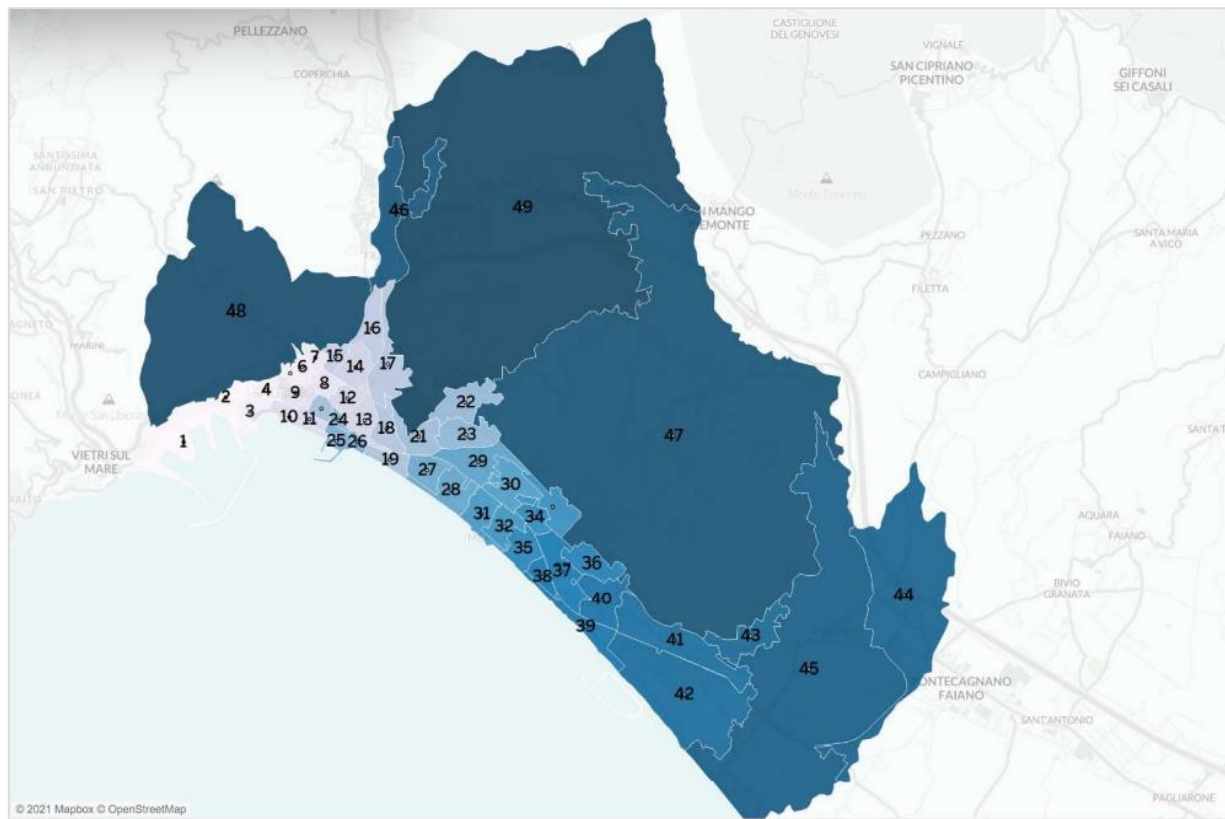 PELLEZZANO
COPERCHIA
CASTIGLIONE
DEL GENOVESI
VIGNALE
SAN CIPRIANO
PICENTINO
GIFFONI
SEI CASALI
SANTISSIMA
ANNUNZIATA
SAN PIETRO
46
49
N MANGO
EMONTE
PEZZANO
SANTA MARIA
A VICO
FILETTA
48
16
MARINI
7
15
6
14
17
CAMPIGLIANO
2
4
9
8
12
22
3
10
11
24
13
18
1
25
26
21
23
47
VIETRI SUL
MARE
19
27
29
28
30
31
32
34
35
36
38
37
40
39
41
43
44
45
42
AQUARA
FAIANO
BIVIO
GRANATA
ONTECAGNANO
FAIANO
SANT'ANTONIO
PAGLIARONE
© 2021 Mapbox © OpenStreetMap